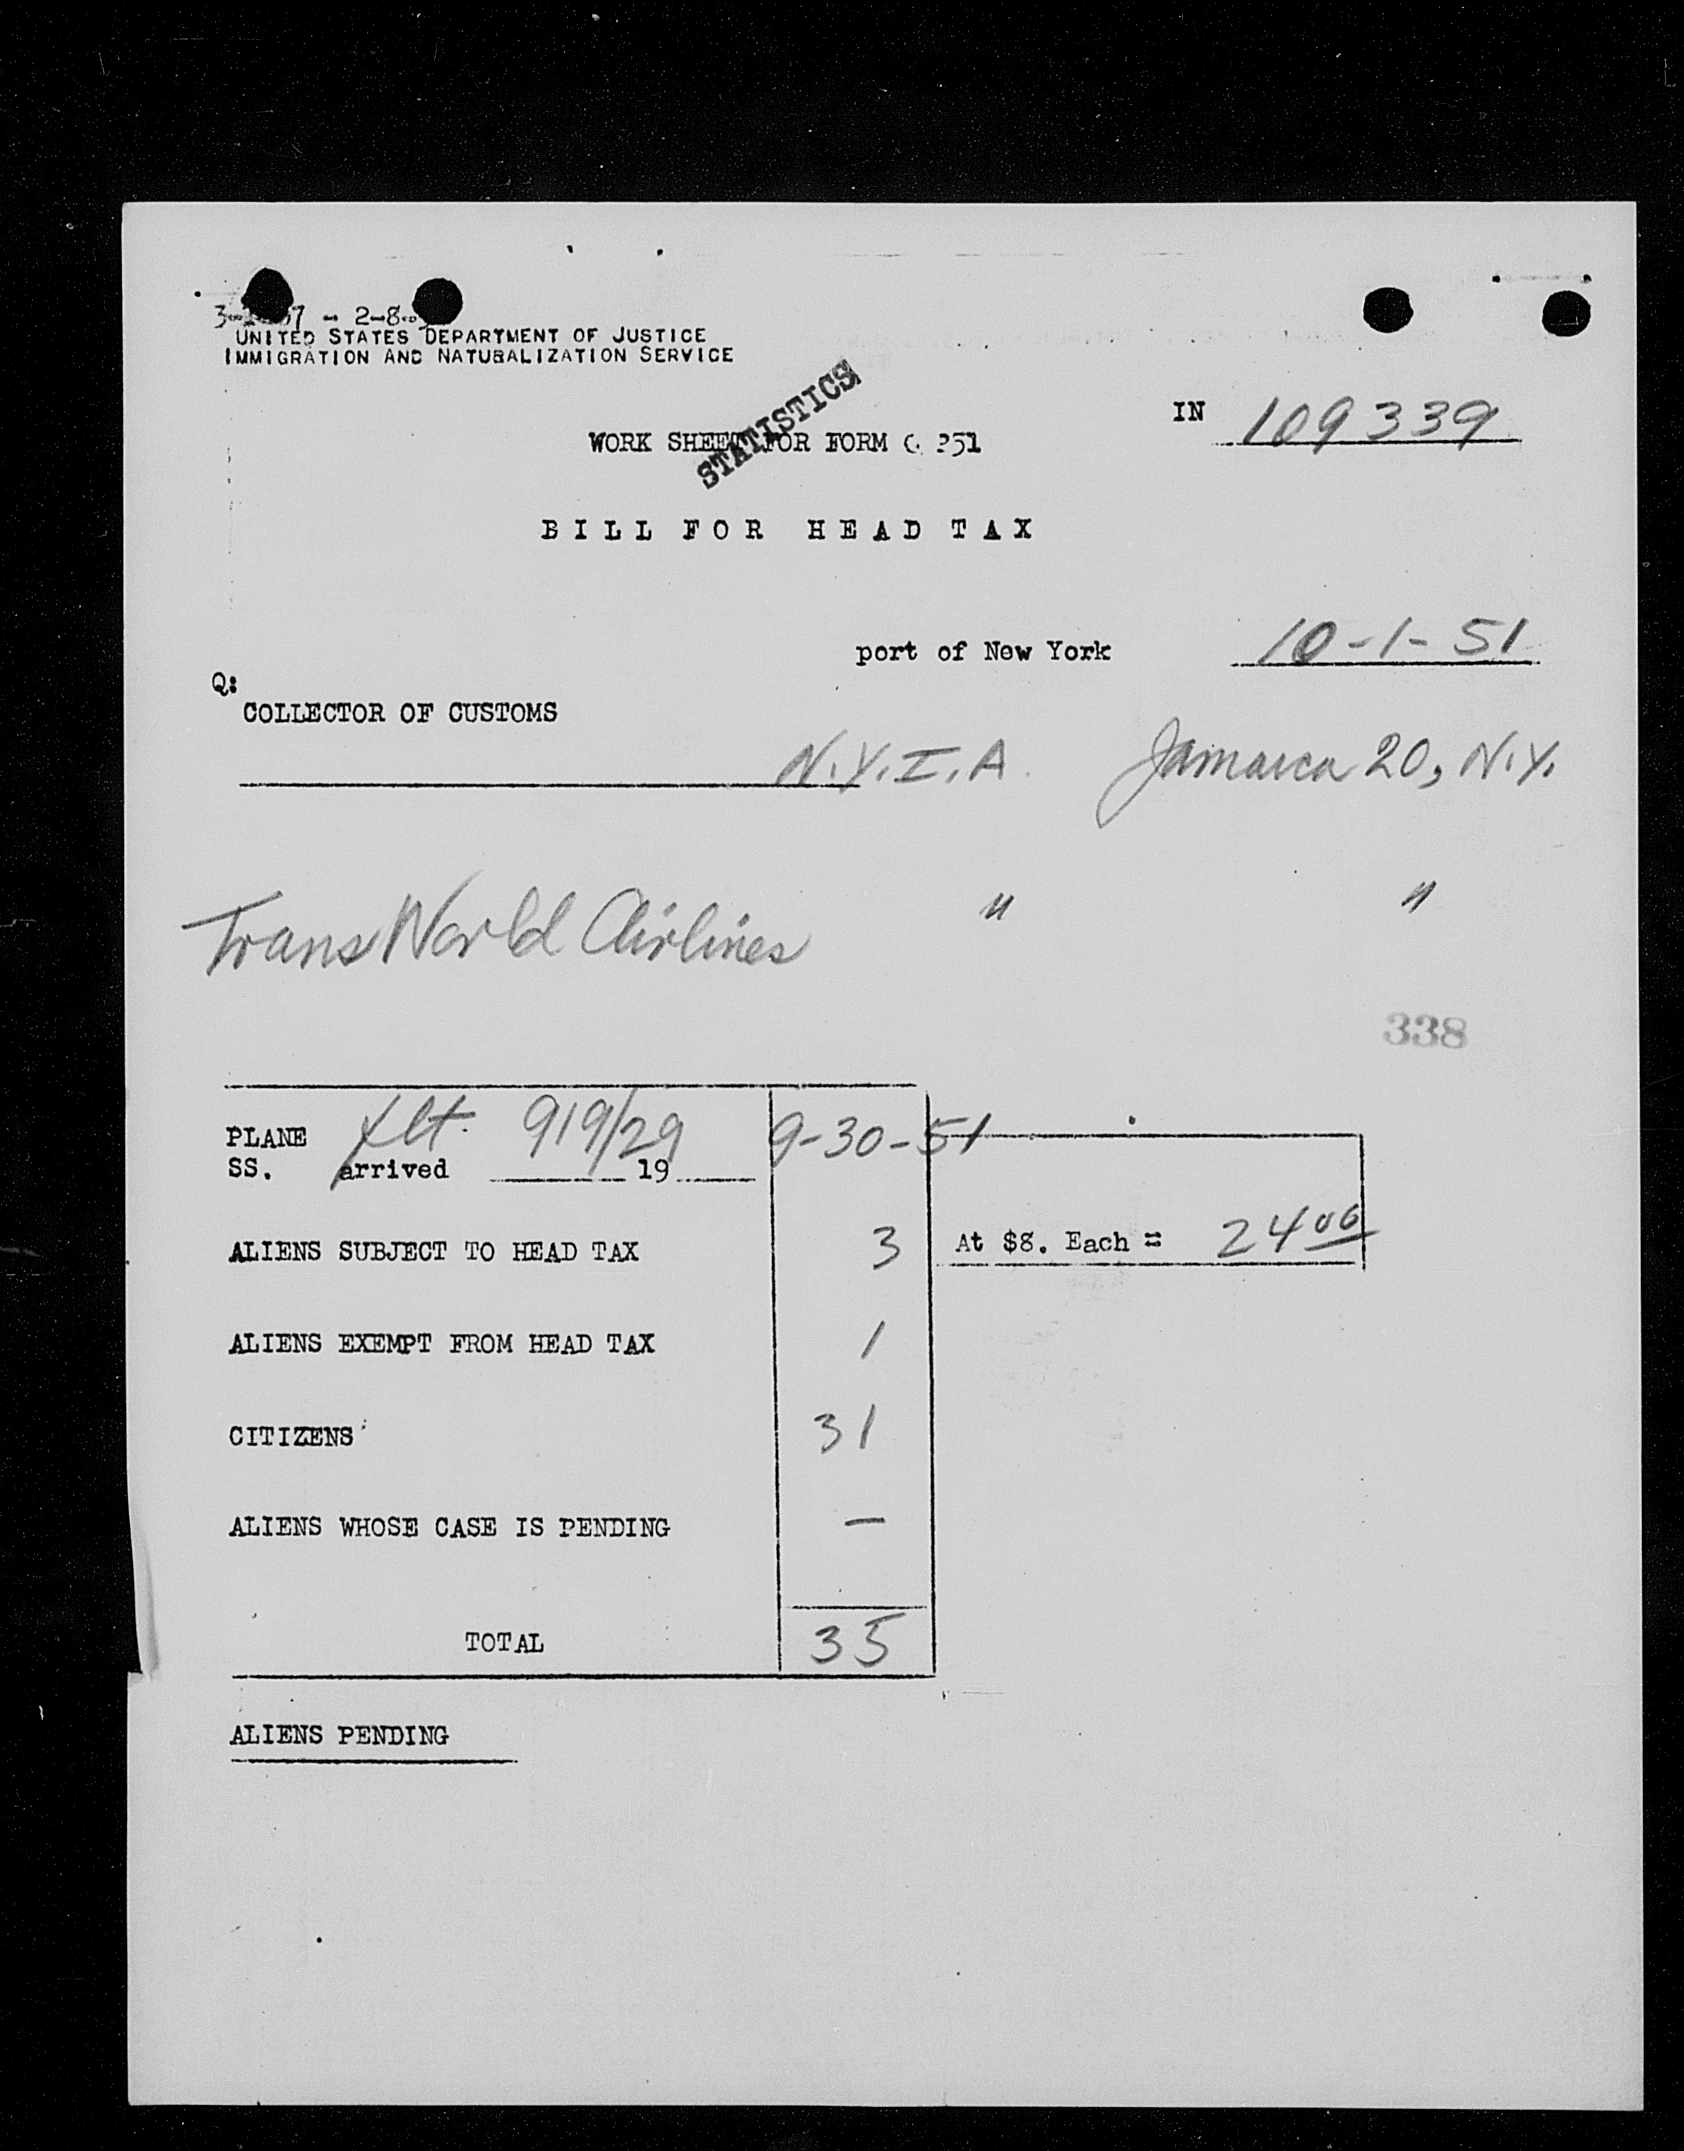 - 2-8-
UNITED STATES DEPARTMENT OF JUSTICE
IMMIGRATION AND NATURALIZATION SERVICE
STATISTICS
IN 109339
WORK SHEET FOR FORM 351
BILL FOR HEAD TAX
port of New York 10-1-51
Q:
COLLECTOR OF CUSTOMS
N.Y.I.A. Jamaica 20, N.Y.
Trans World Airlines " "
338
PLANE flt. 919/29 9-30-51
SS. arrived 19
ALIENS SUBJECT TO HEAD TAX 3 At $8. Each = 24 00
ALIENS EXEMPT FROM HEAD TAX 1
CITIZENS 31
ALIENS WHOSE CASE IS PENDING —
TOTAL 35
ALIENS PENDING